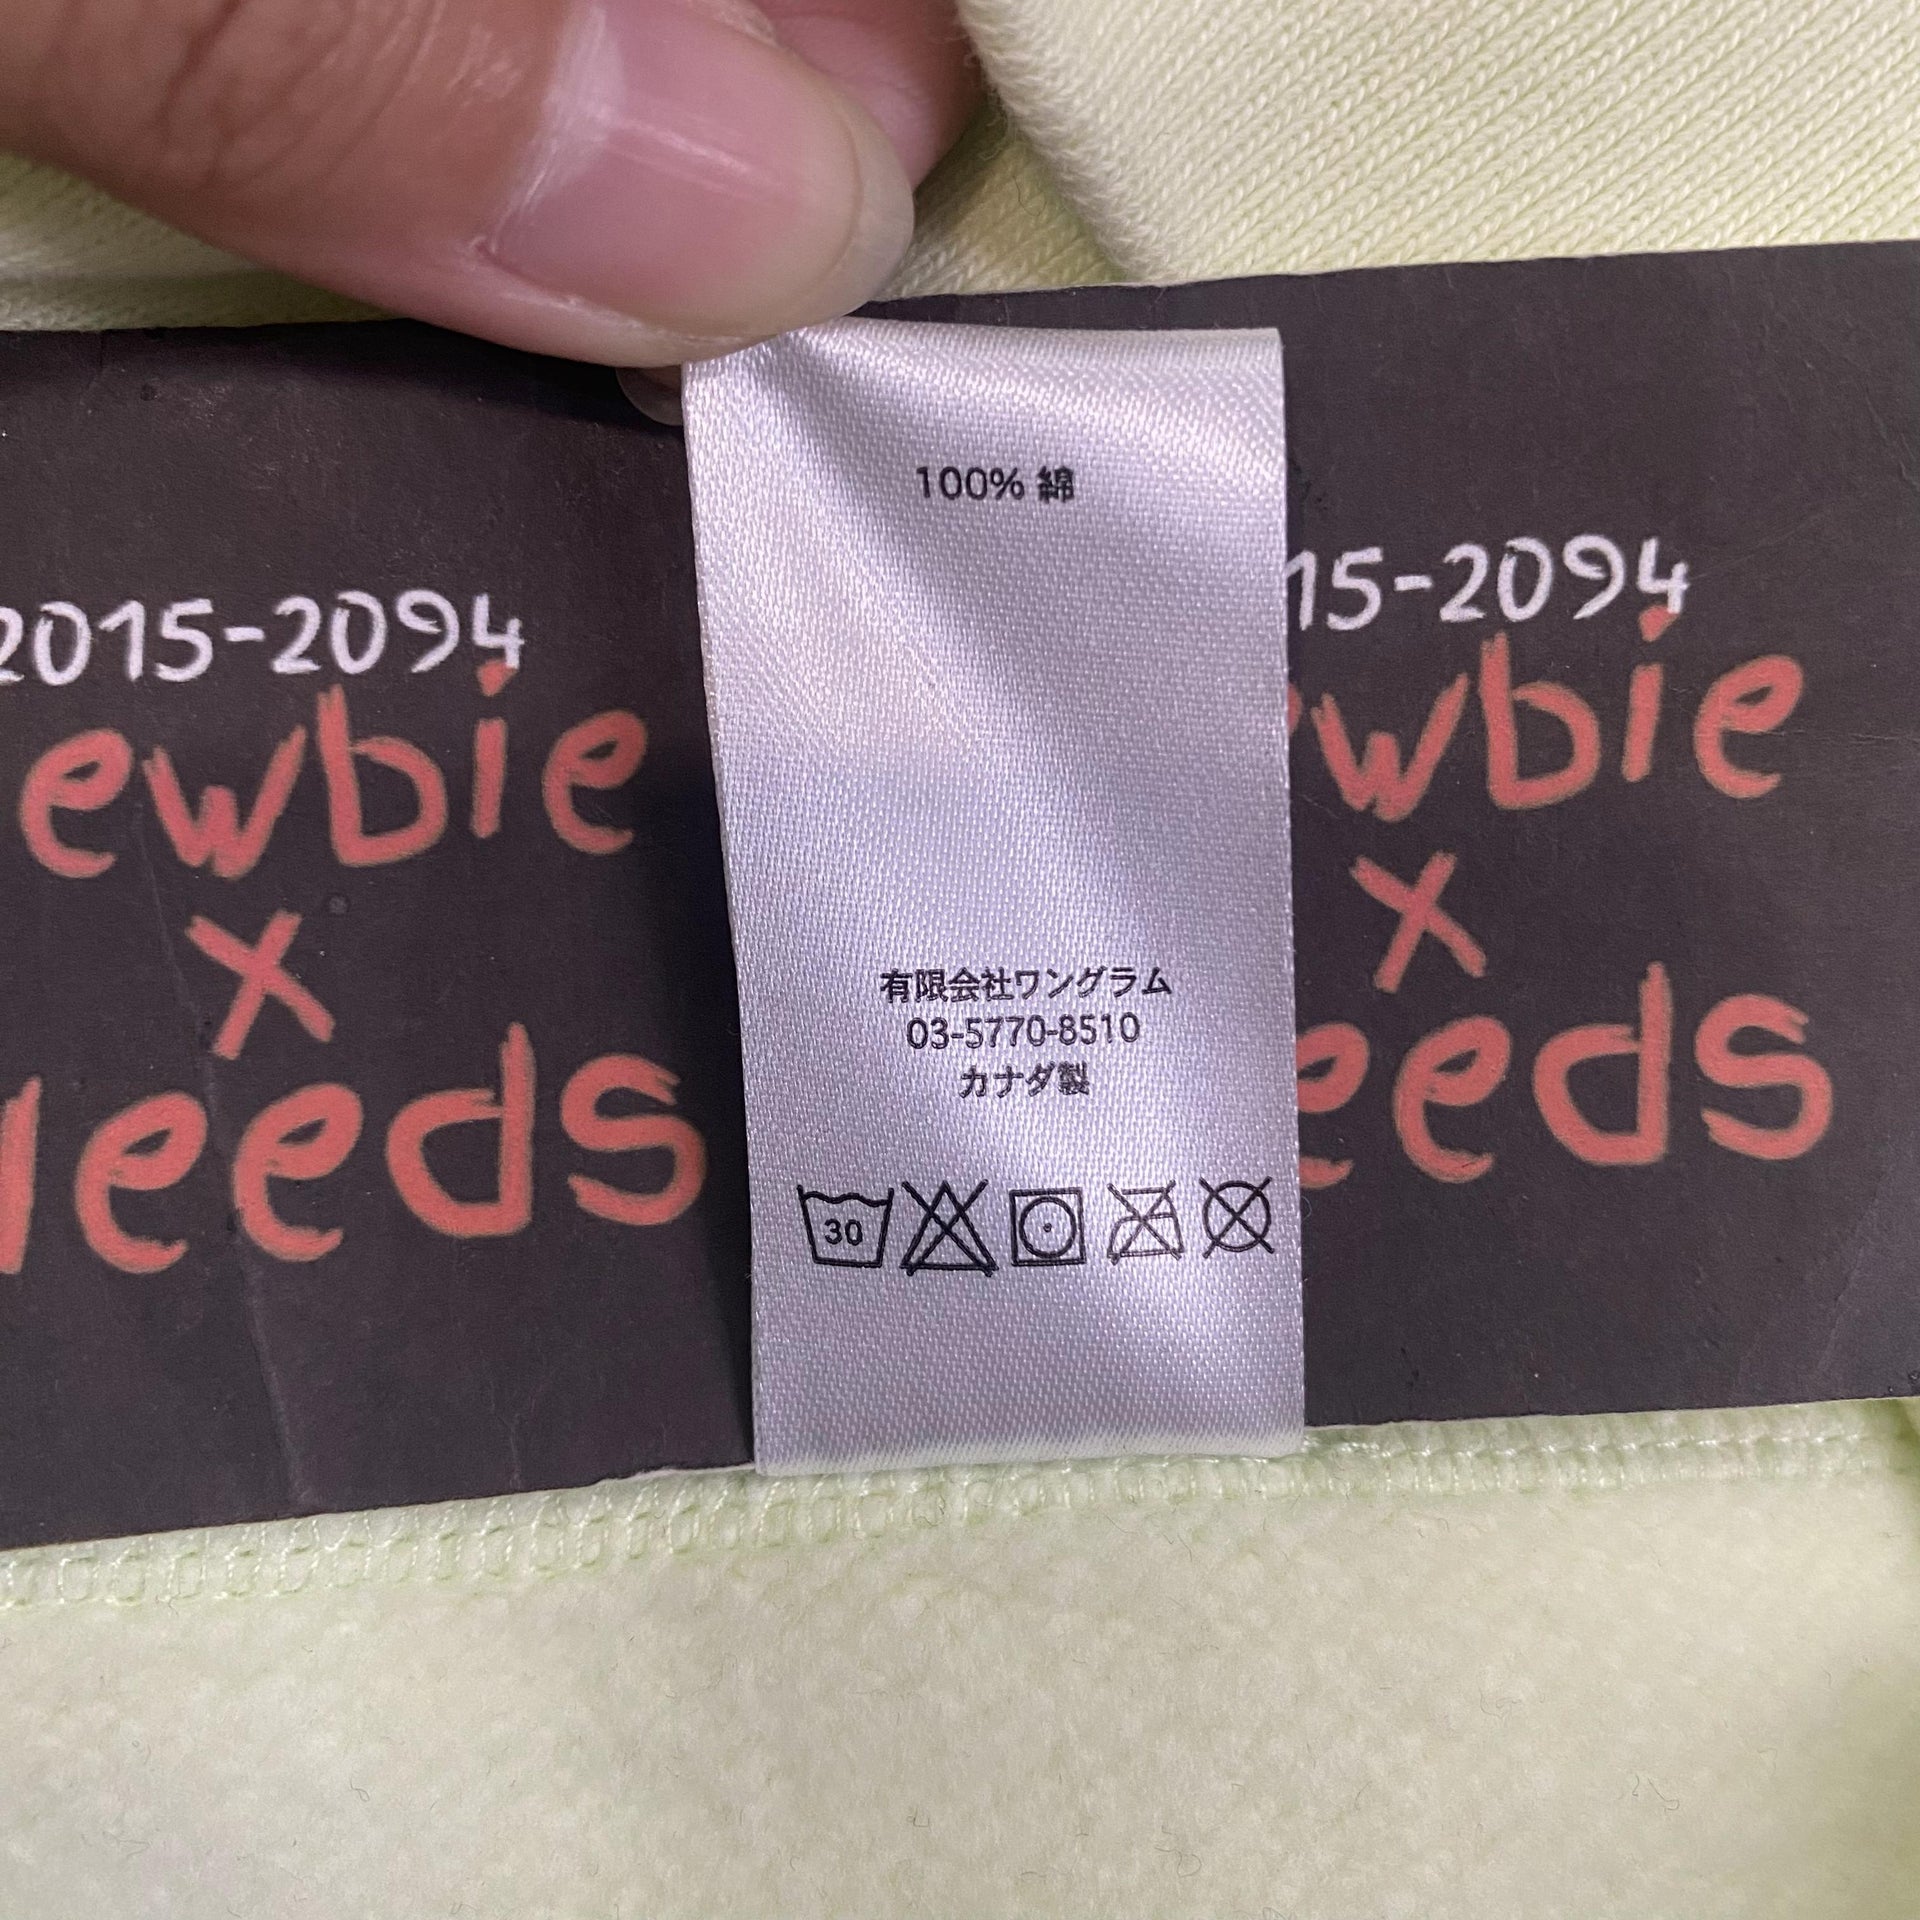 100% 綿
2015-2094
15-2094
ewbie
wbie
x
x
eeds
eeds
有限会社ワングラム
03-5770-8510
カナダ製
30